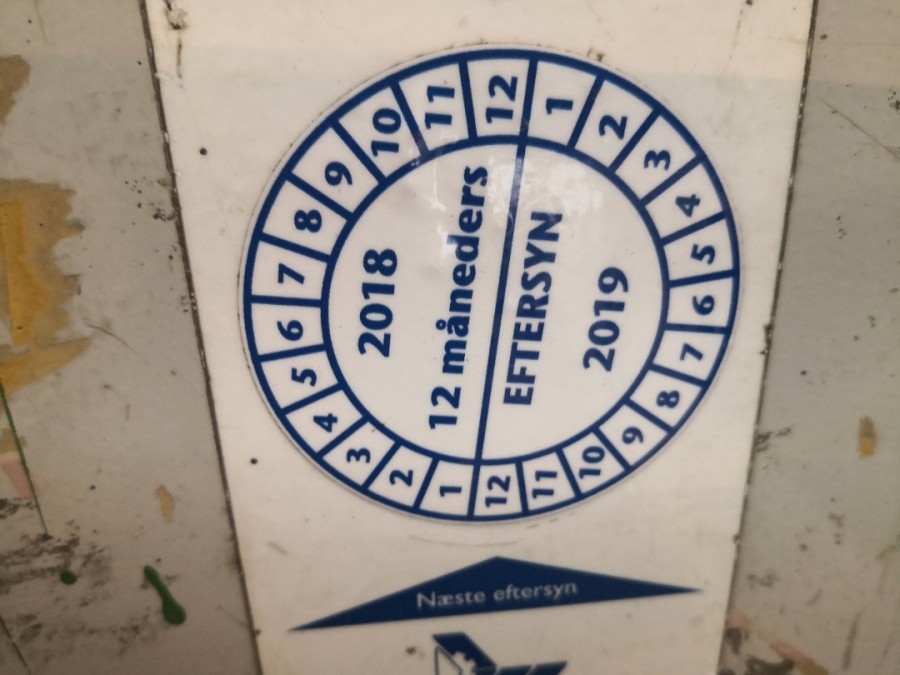 1 2 3 4 5 6 7 8 9 10 11 12
2018
12 måneders
EFTERSYN
2019
1 2 3 4 5 6 7 8 9 10 11 12
Næste eftersyn